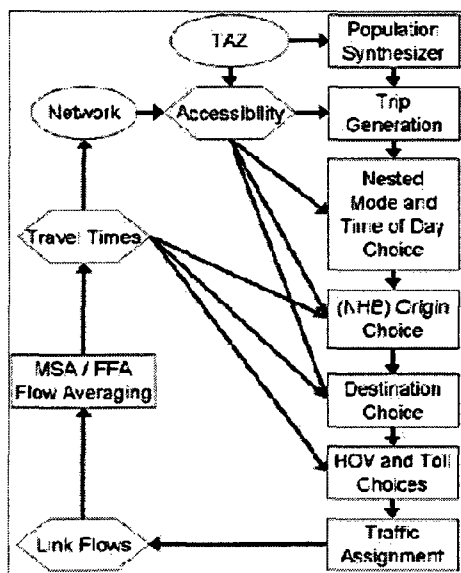 TAZ
Population
Synthesizer
Network
Accessibility
Trip
Generation
Nested
Mode and
Time of Day
Choice
Travel Times
(NHB) Origin
Choice
MSA / FFA
Flow Averaging
Destination
Choice
HOV and Toll
Choices
Link Flows
Traffic
Assignment